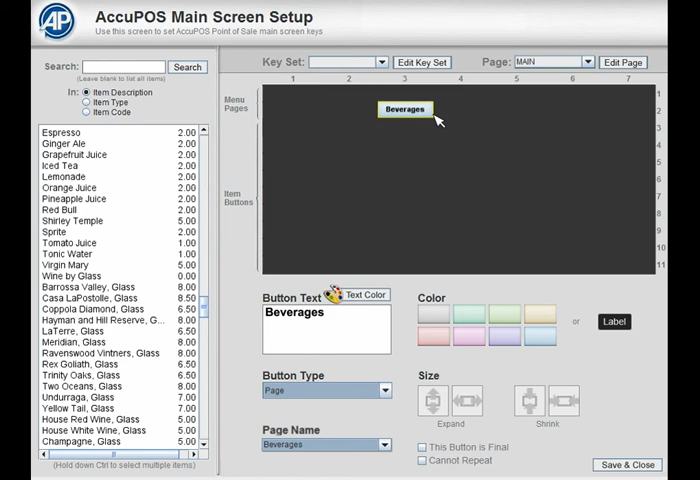 AP
AccuPOS Main Screen Setup
Use this screen to set AccuPOS Point of Sale main screen keys
Search:
Search
(Leave blank to list all items)
In:
Item Description
Item Type
Item Code
Espresso 2.00
Ginger Ale 2.00
Grapefruit Juice 2.00
Iced Tea 2.00
Lemonade 2.00
Orange Juice 2.00
Pineapple Juice 2.00
Red Bull 2.00
Shirley Temple 5.00
Sprite 2.00
Tomato Juice 1.00
Tonic Water 1.00
Virgin Mary 5.00
Wine by Glass 0.00
Barossa Valley, Glass 8.00
Casa LaPostolle, Glass 8.50
Coppola Diamond, Glass 6.50
Hayman and Hill Reserve, G... 8.00
LaTerre, Glass 6.50
Meridian, Glass 8.00
Ravenswood Vintners, Glass 8.00
Rex Goliath, Glass 6.50
Trinity Oaks, Glass 6.50
Two Oceans, Glass 8.00
Undurraga, Glass 7.00
Yellow Tail, Glass 8.00
House Red Wine, Glass 5.00
House White Wine, Glass 5.00
Champagne, Glass 5.00
(Hold down Ctrl to select multiple items)
Key Set:
Edit Key Set
Page: MAIN
Edit Page
1 2 3 4 5 6 7
Menu
Pages
Item
Buttons
Beverages
1
2
3
4
5
6
7
8
9
10
11
Button Text
Text Color
Beverages
Color
or
Label
Button Type
Page
Size
Expand
Shrink
Page Name
Beverages
This Button is Final
Cannot Repeat
Save & Close